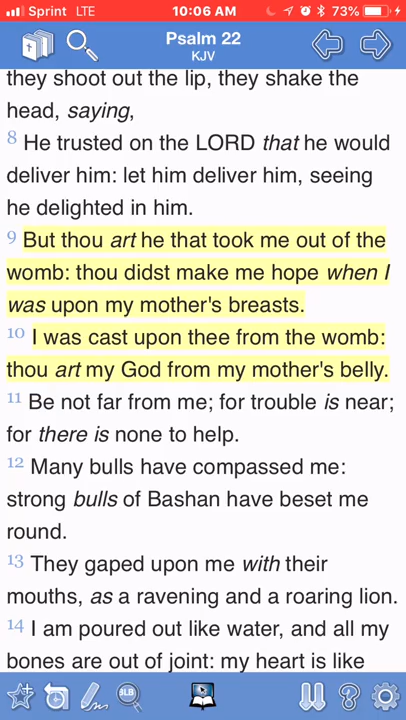 Sprint LTE 10:06 AM 73%
Psalm 22
KJV
they shoot out the lip, they shake the
head, saying,
8 He trusted on the LORD that he would
deliver him: let him deliver him, seeing
he delighted in him.
9 But thou art he that took me out of the
womb: thou didst make me hope when I
was upon my mother's breasts.
10 I was cast upon thee from the womb:
thou art my God from my mother's belly.
11 Be not far from me; for trouble is near;
for there is none to help.
12 Many bulls have compassed me:
strong bulls of Bashan have beset me
round.
13 They gaped upon me with their
mouths, as a ravening and a roaring lion.
14 I am poured out like water, and all my
bones are out of joint: my heart is like
BLB